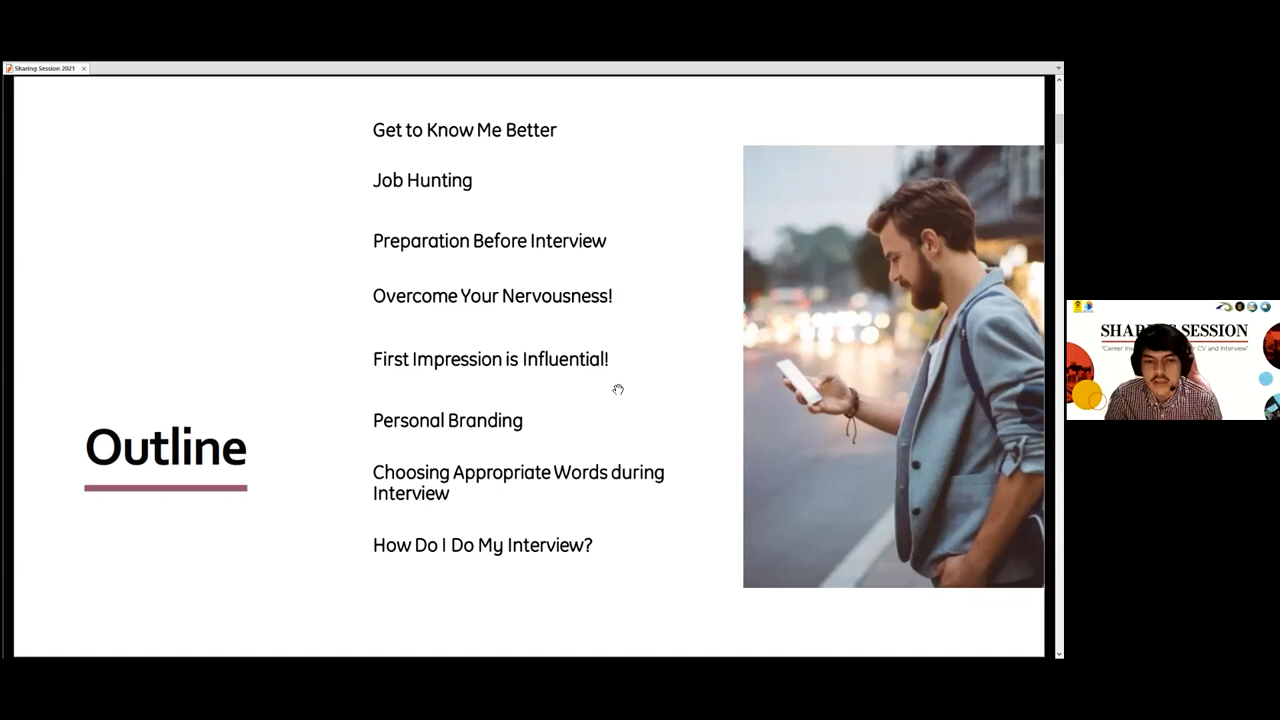 Sharing Session 2021
Get to Know Me Better
Job Hunting
Preparation Before Interview
Overcome Your Nervousness!
First Impression is Influential!
Personal Branding
Choosing Appropriate Words during
Interview
How Do I Do My Interview?
Outline
SESSION
"Career CV and Interview"